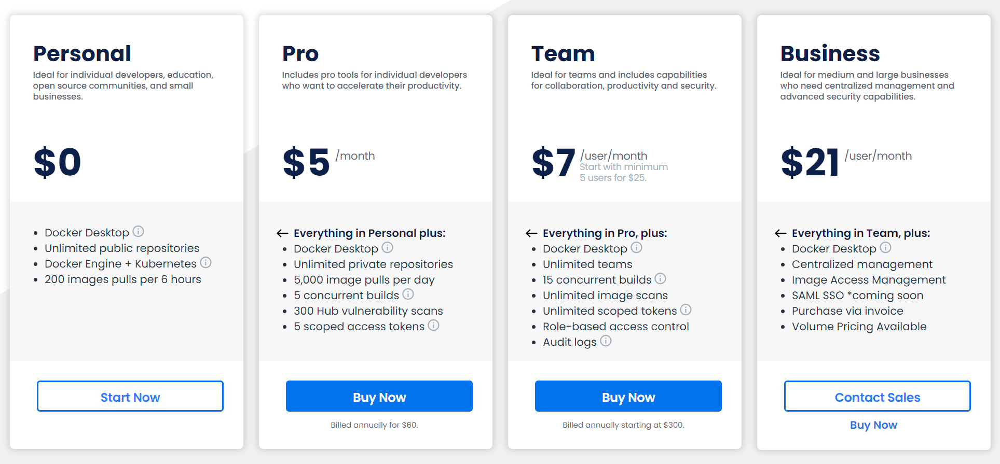 Personal
Ideal for individual developers, education,
open source communities, and small
businesses.
$0
• Docker Desktop
• Unlimited public repositories
• Docker Engine + Kubernetes
• 200 images pulls per 6 hours
Start Now
Pro
Includes pro tools for individual developers
who want to accelerate their productivity.
$5 /month
← Everything in Personal plus:
• Docker Desktop
• Unlimited private repositories
• 5,000 image pulls per day
• 5 concurrent builds
• 300 Hub vulnerability scans
• 5 scoped access tokens
Buy Now
Billed annually for $60.
Team
Ideal for teams and includes capabilities
for collaboration, productivity and security.
$7 /user/month
Start with minimum
5 users for $25.
← Everything in Pro, plus:
• Docker Desktop
• Unlimited teams
• 15 concurrent builds
• Unlimited image scans
• Unlimited scoped tokens
• Role-based access control
• Audit logs
Buy Now
Billed annually starting at $300.
Business
Ideal for medium and large businesses
who need centralized management and
advanced security capabilities.
$21 /user/month
← Everything in Team, plus:
• Docker Desktop
• Centralized management
• Image Access Management
• SAML SSO *coming soon
• Purchase via invoice
• Volume Pricing Available
Contact Sales
Buy Now